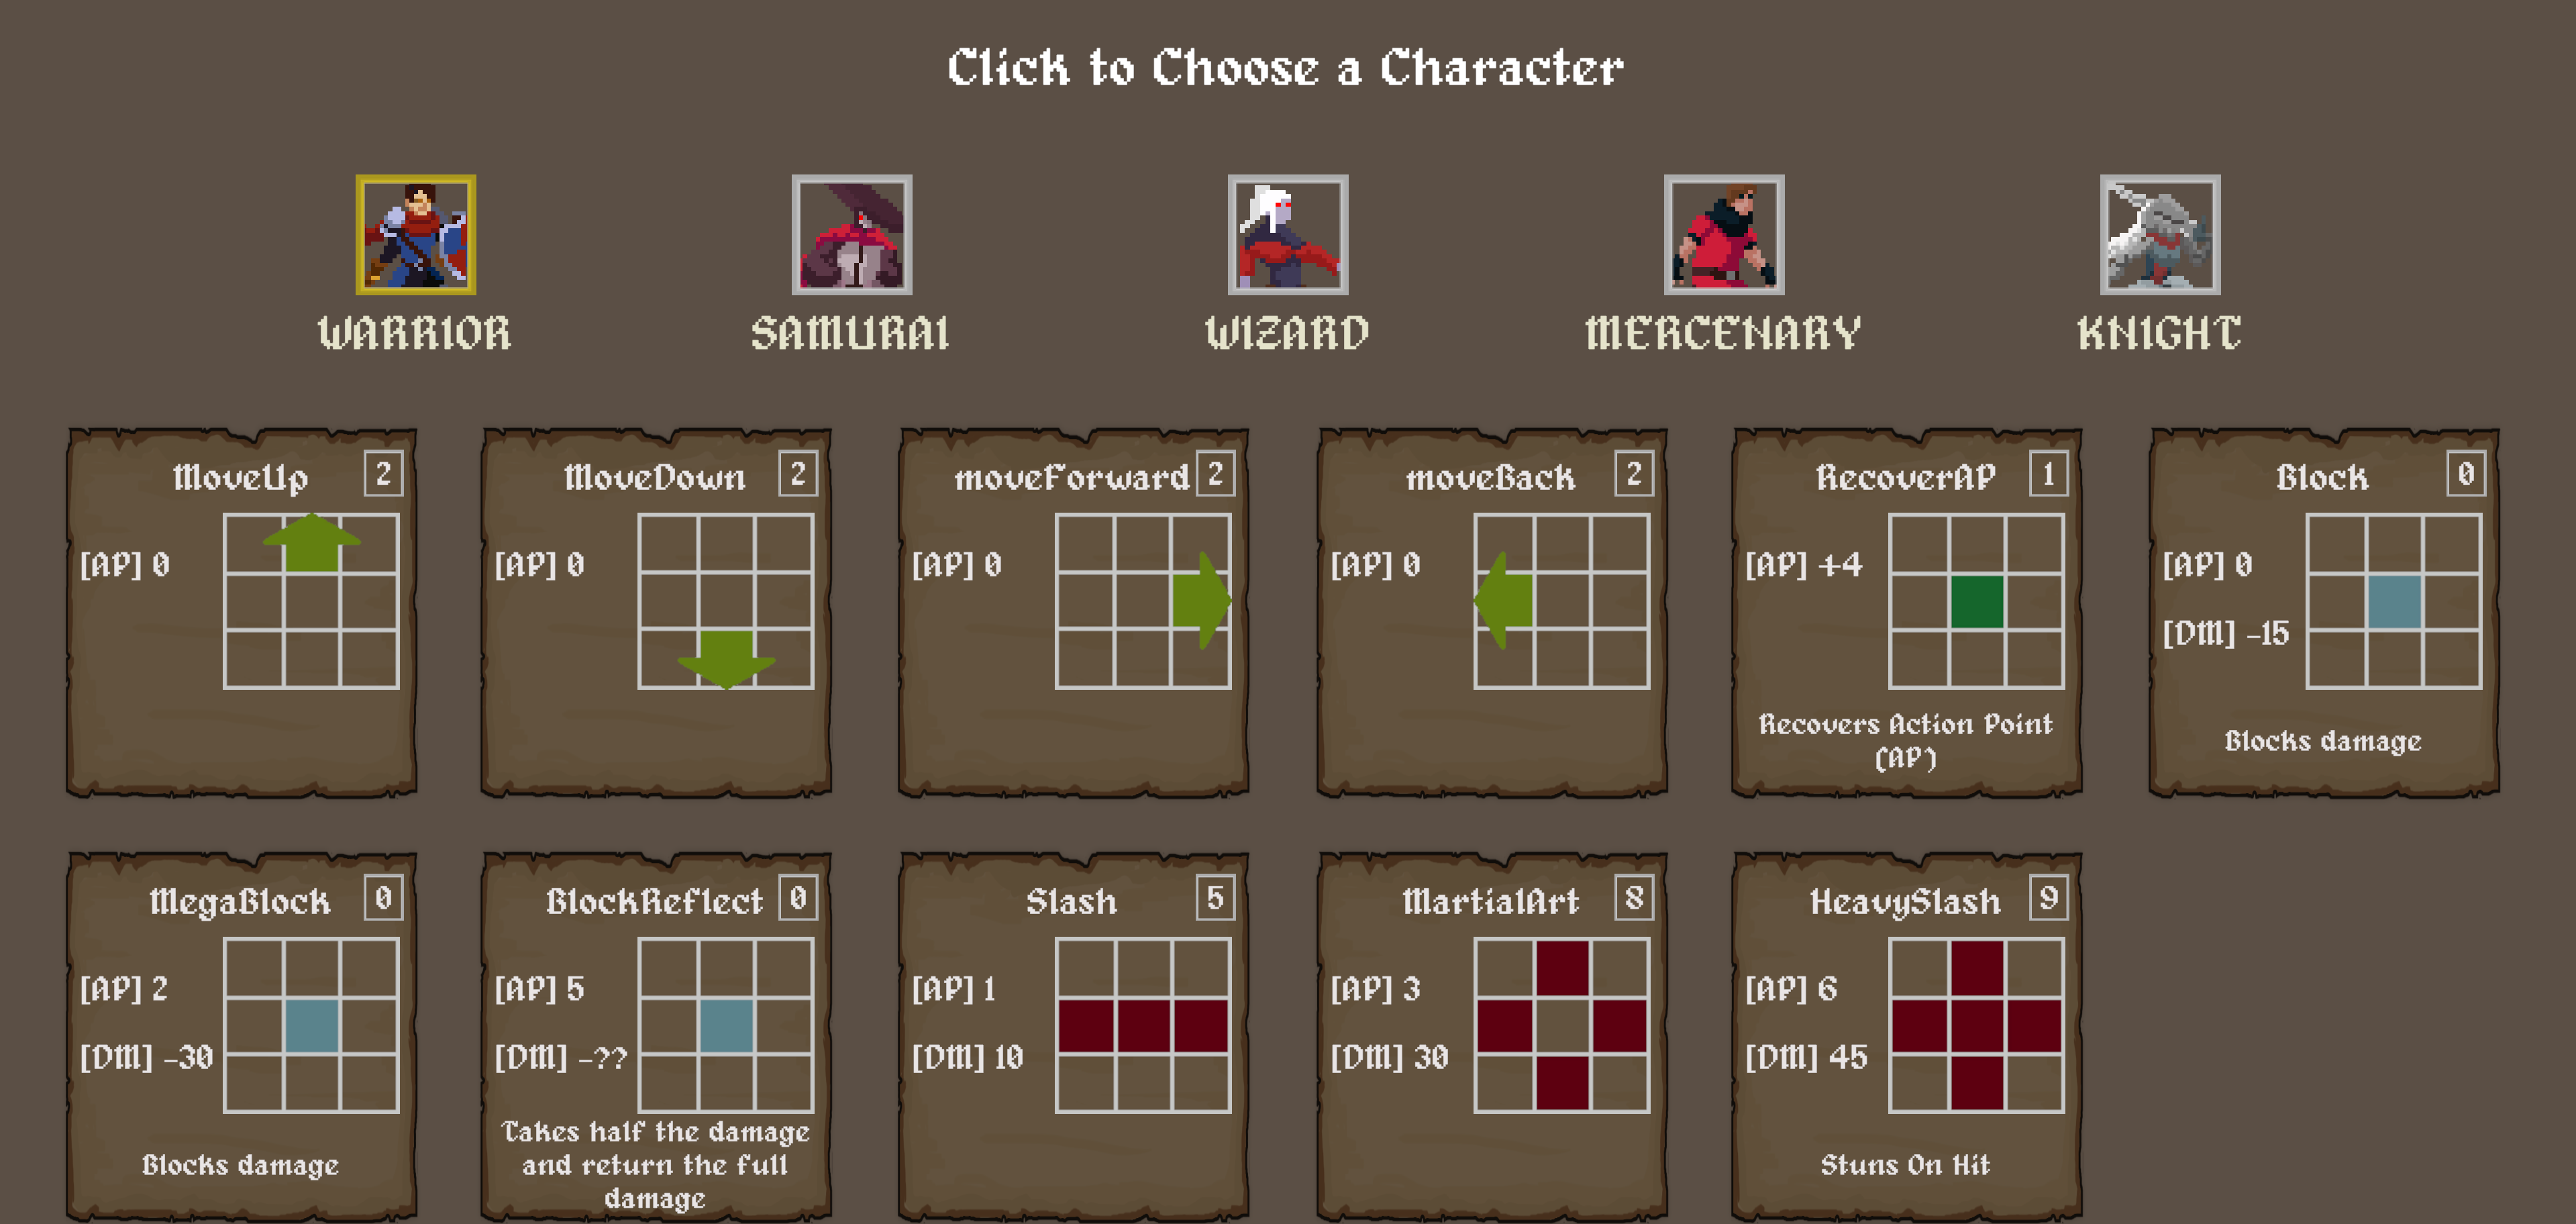 Click to Choose a Character
WARRIOR
SAMURAI
WIZARD
MERCENARY
KNIGHT
MoveUp 2
[AP] 0
MoveDown 2
[AP] 0
moveForward 2
[AP] 0
moveBack 2
[AP] 0
RecoverAP 1
[AP] +4
Recovers Action Point
(AP)
Block 0
[AP] 0
[DM] -15
Blocks damage
MegaBlock 0
[AP] 2
[DM] -30
Blocks damage
BlockReflect 0
[AP] 5
[DM] -??
Takes half the damage
and return the full
damage
Slash 5
[AP] 1
[DM] 10
MartialArt 8
[AP] 3
[DM] 30
HeavySlash 9
[AP] 6
[DM] 45
Stuns On Hit